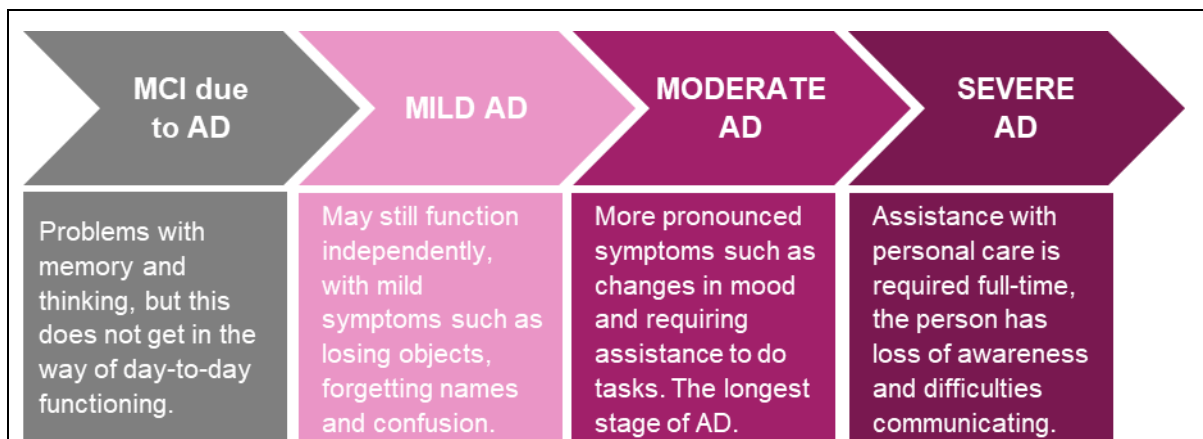 MCI due
to AD
MILD AD
MODERATE
AD
SEVERE
AD
Problems with
memory and
thinking, but this
does not get in the
way of day-to-day
functioning.
May still function
independently,
with mild
symptoms such as
losing objects,
forgetting names
and confusion.
More pronounced
symptoms such as
changes in mood
and requiring
assistance to do
tasks. The longest
stage of AD.
Assistance with
personal care is
required full-time,
the person has
loss of awareness
and difficulties
communicating.